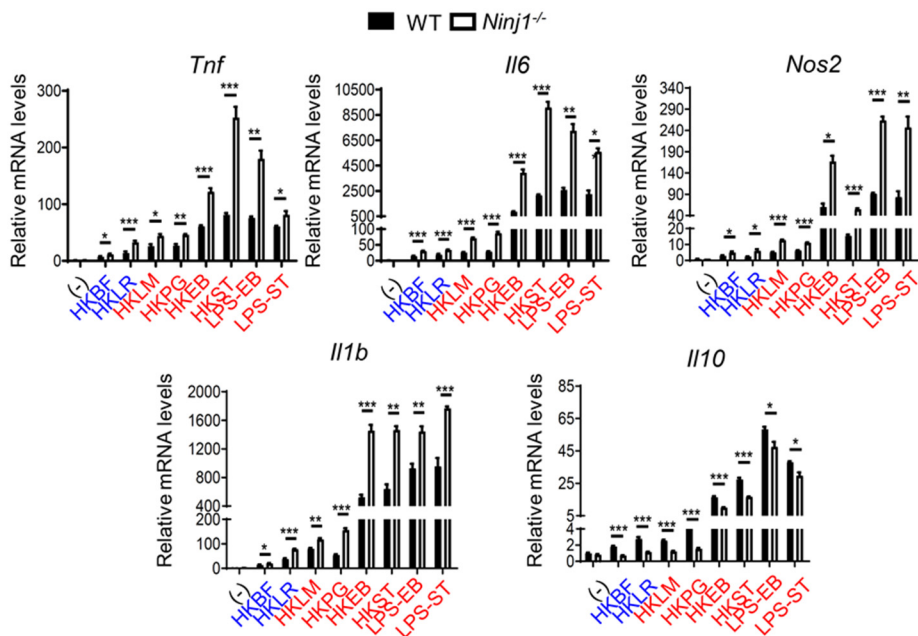 WT Ninj1-/-
Tnf
Relative mRNA levels
300
200
100
0
*
***
*
**
***
***
**
*
(-)
HKBF
HKLR
HKLM
HKPG
HKEB
HKST
LPS-EB
LPS-ST
Il6
Relative mRNA levels
10500
8500
6500
4500
2500
500
100
50
0
***
***
***
***
***
***
**
*
*
(-)
HKBF
HKLR
HKLM
HKPG
HKEB
HKST
LPS-EB
LPS-ST
Nos2
Relative mRNA levels
340
290
240
190
140
90
40
20
10
0
*
*
***
***
*
***
***
**
(-)
HKBF
HKLR
HKLM
HKPG
HKEB
HKST
LPS-EB
LPS-ST
Il1b
Relative mRNA levels
2000
1600
1200
800
400
200
100
0
*
***
**
***
***
**
**
***
(-)
HKBF
HKLR
HKLM
HKPG
HKEB
HKST
LPS-EB
LPS-ST
Il10
Relative mRNA levels
85
65
45
25
5
4
2
0
***
***
***
***
***
***
*
*
(-)
HKBF
HKLR
HKLM
HKPG
HKEB
HKST
LPS-EB
LPS-ST